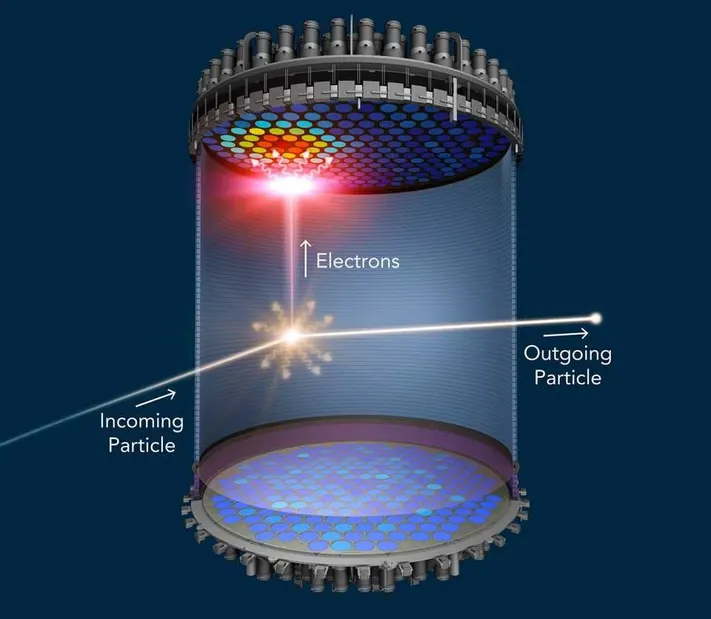 Electrons
Outgoing
Particle
Incoming
Particle